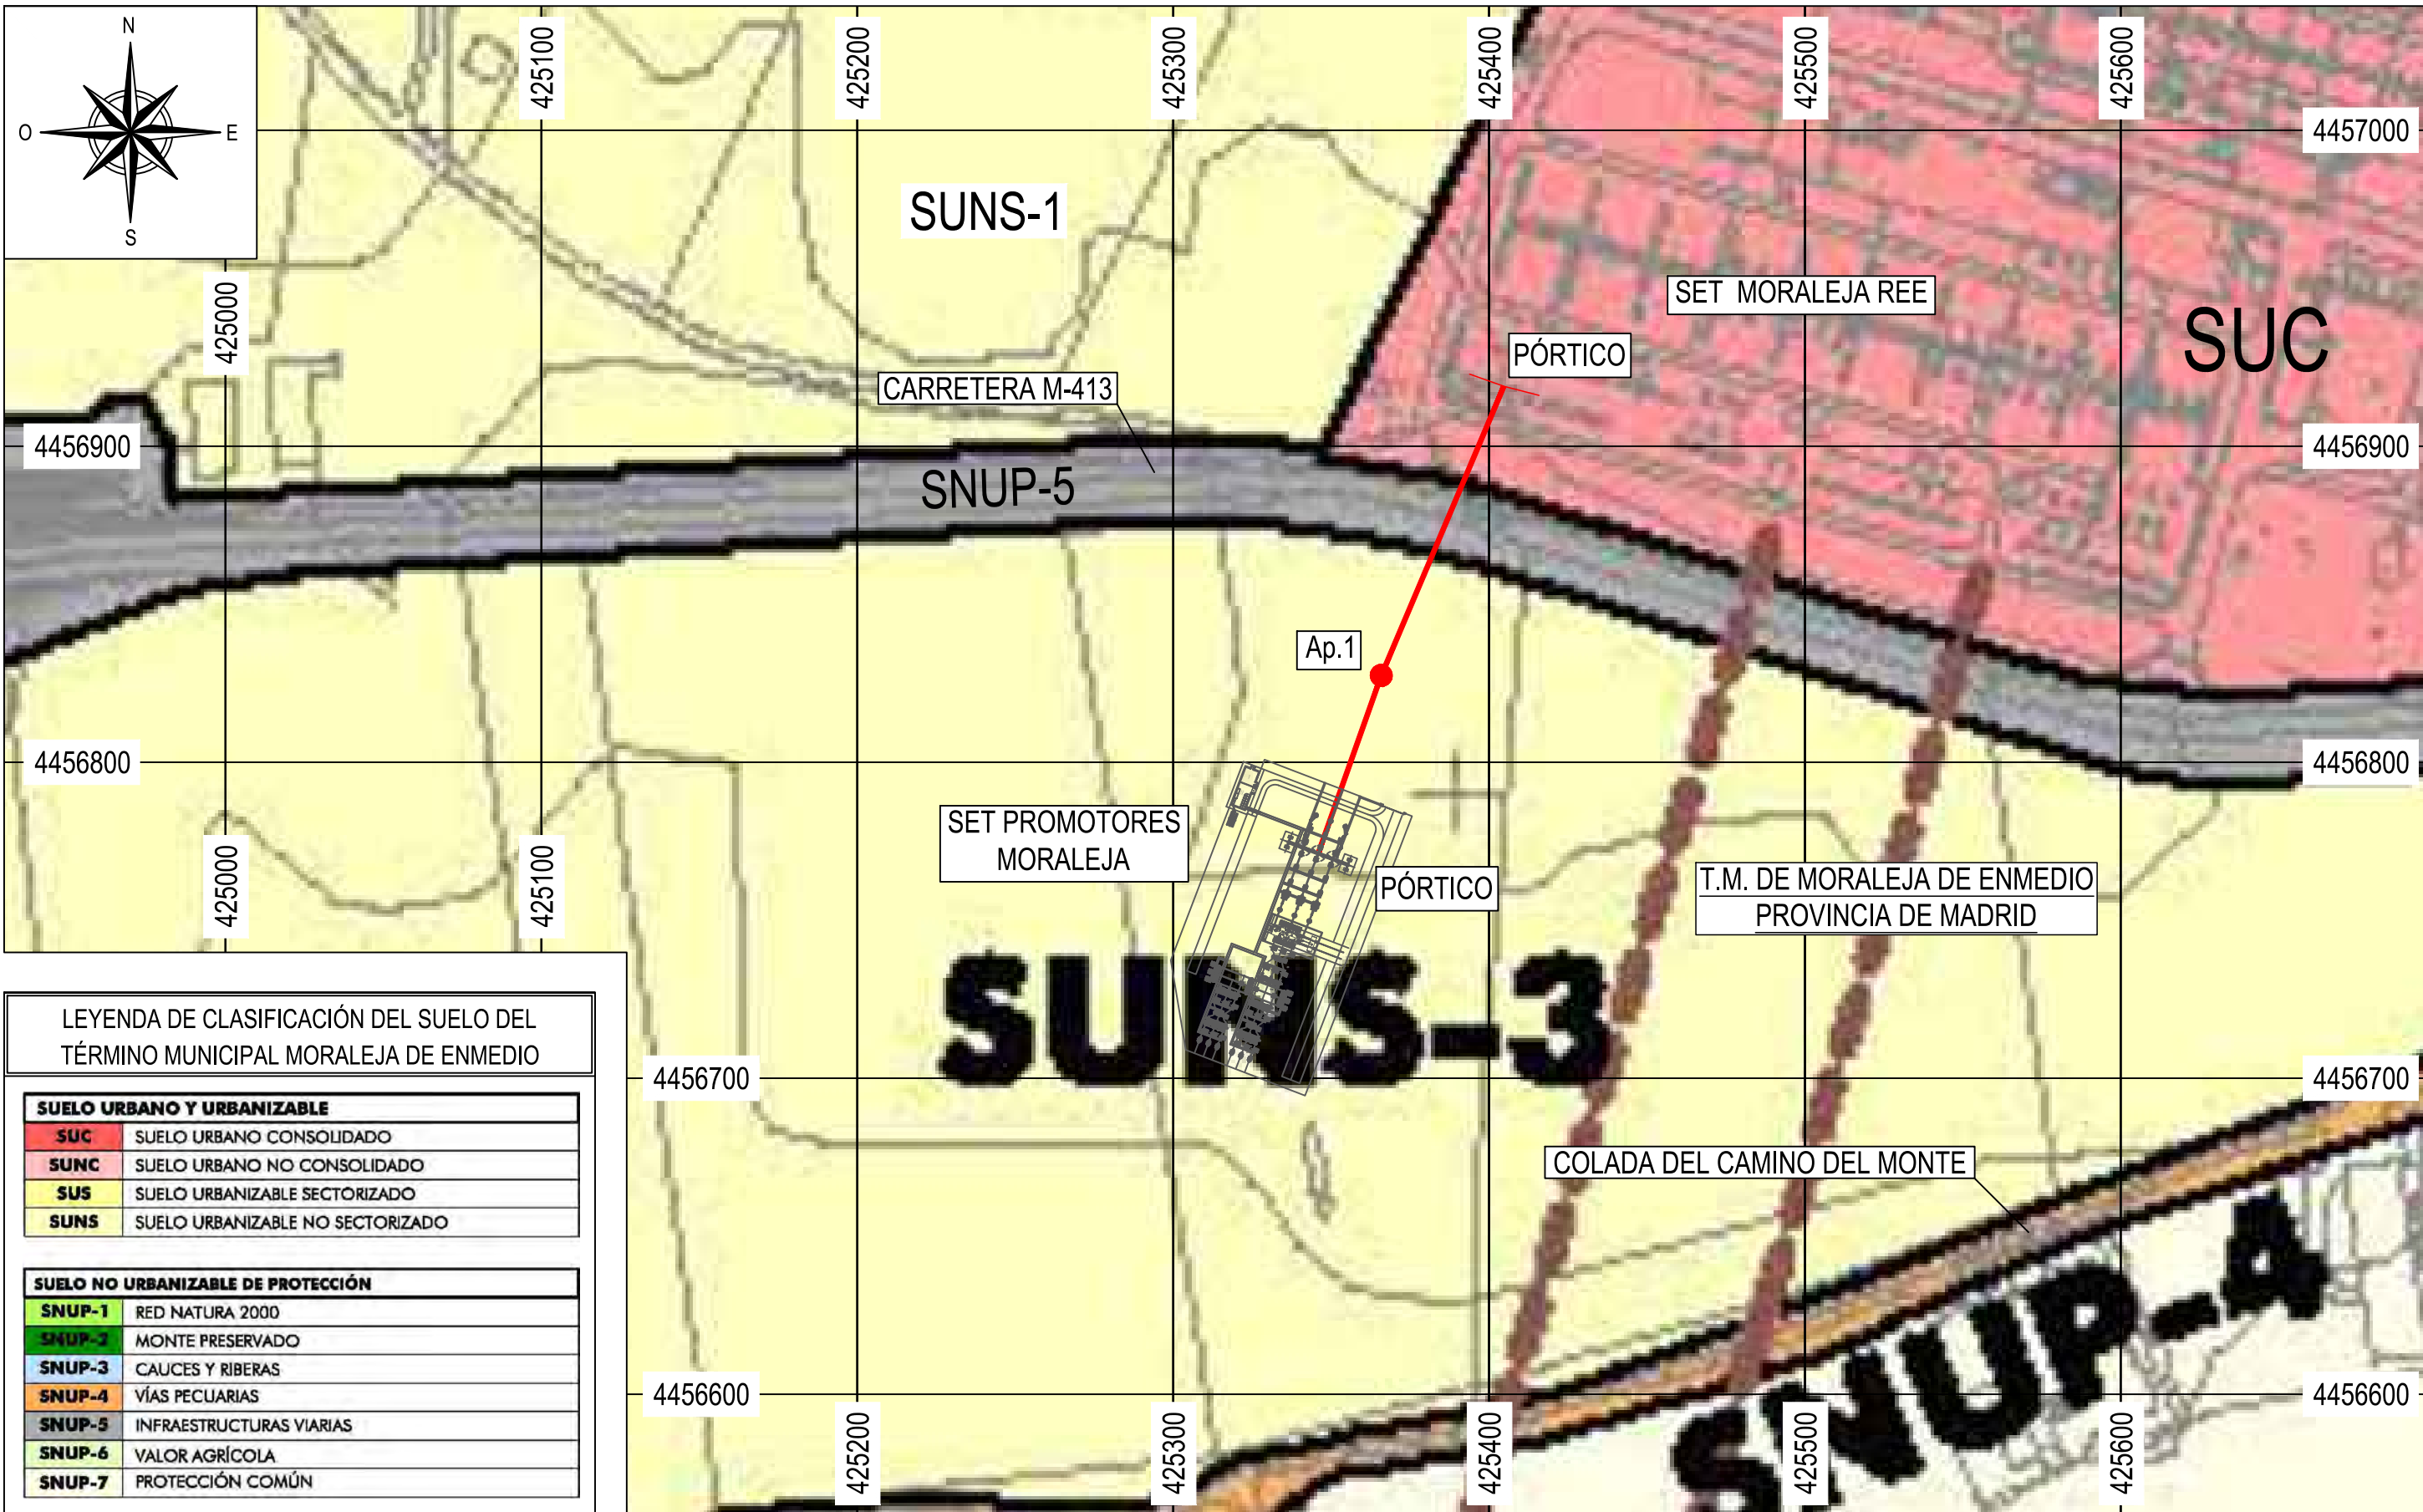 N
O
E
S
425100
425200
425300
425400
425500
425600
4457000
SUNS-1
SET MORALEJA REE
SUC
425000
PÓRTICO
CARRETERA M-413
4456900
4456900
SNUP-5
Ap.1
4456800
4456800
SET PROMOTORES
MORALEJA
PÓRTICO
T.M. DE MORALEJA DE ENMEDIO
PROVINCIA DE MADRID
425000
425100
SUNS-3
4456700
4456700
COLADA DEL CAMINO DEL MONTE
SNUP-4
4456600
4456600
425200
425300
425400
425500
425600
LEYENDA DE CLASIFICACIÓN DEL SUELO DEL
TÉRMINO MUNICIPAL MORALEJA DE ENMEDIO
SUELO URBANO Y URBANIZABLE
SUC SUELO URBANO CONSOLIDADO
SUNC SUELO URBANO NO CONSOLIDADO
SUS SUELO URBANIZABLE SECTORIZADO
SUNS SUELO URBANIZABLE NO SECTORIZADO
SUELO NO URBANIZABLE DE PROTECCIÓN
SNUP-1 RED NATURA 2000
SNUP-2 MONTE PRESERVADO
SNUP-3 CAUCES Y RIBERAS
SNUP-4 VÍAS PECUARIAS
SNUP-5 INFRAESTRUCTURAS VIARIAS
SNUP-6 VALOR AGRÍCOLA
SNUP-7 PROTECCIÓN COMÚN